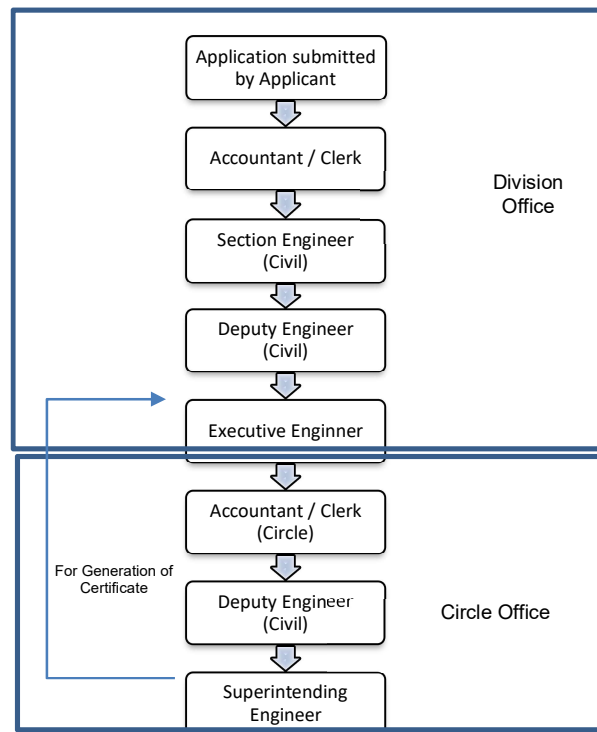 Application submitted
by Applicant
Accountant / Clerk
Division
Office
Section Engineer
(Civil)
Deputy Engineer
(Civil)
Executive Enginner
Accountant / Clerk
(Circle)
For Generation of
Certificate
Deputy Engineer
(Civil)
Circle Office
Superintending
Engineer